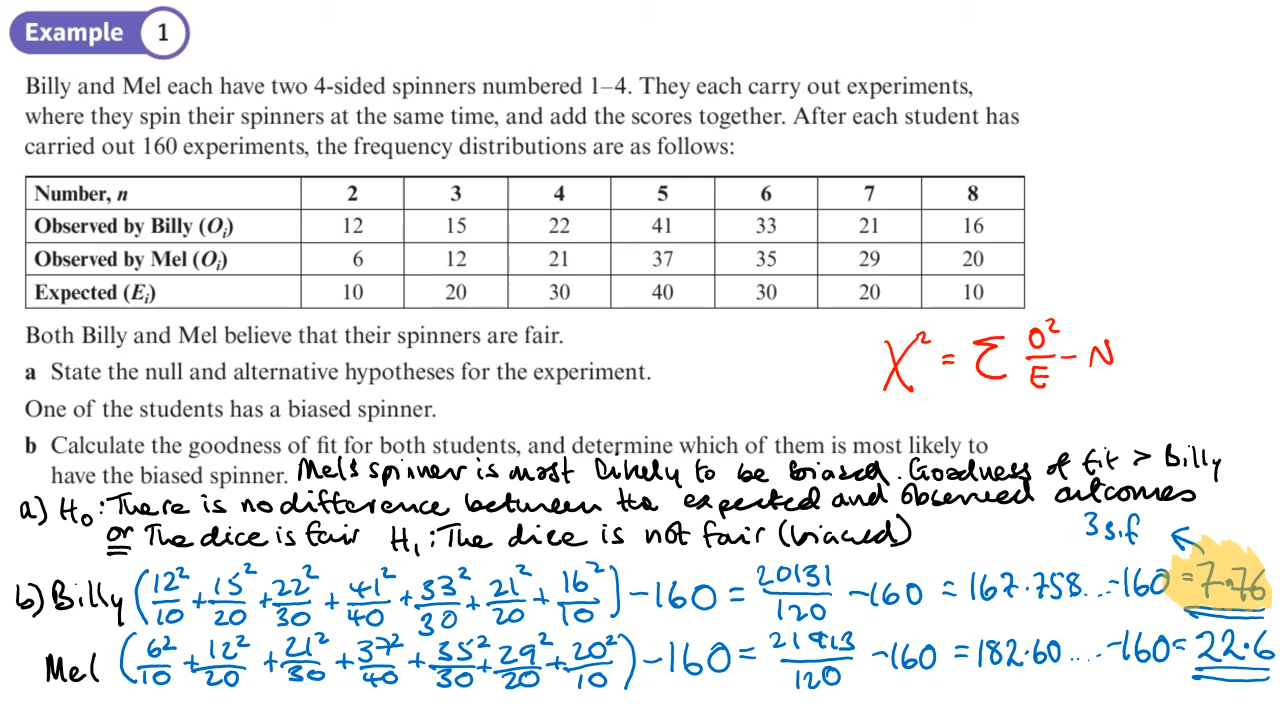 Example 1
Billy and Mel each have two 4-sided spinners numbered 1–4. They each carry out experiments,
where they spin their spinners at the same time, and add the scores together. After each student has
carried out 160 experiments, the frequency distributions are as follows:
Number, n 2 3 4 5 6 7 8
Observed by Billy (Oᵢ) 12 15 22 41 33 21 16
Observed by Mel (Oᵢ) 6 12 21 37 35 29 20
Expected (Eᵢ) 10 20 30 40 30 20 10
Both Billy and Mel believe that their spinners are fair.
X² = Σ O²/E - N
a State the null and alternative hypotheses for the experiment.
One of the students has a biased spinner.
b Calculate the goodness of fit for both students, and determine which of them is most likely to
have the biased spinner. Mel's spinner is most likely to be biased. Goodness of fit > Billy
a) H₀: There is no difference between the expected and observed outcomes
or The dice is fair H₁: The dice is not fair (biased)
3 s.f
b) Billy (12²/10 + 15²/20 + 22²/30 + 41²/40 + 33²/30 + 21²/20 + 16²/10) - 160 = 20131/120 - 160 = 167.758... - 160 = 7.76
Mel (6²/10 + 12²/20 + 21²/30 + 37²/40 + 35²/30 + 29²/20 + 20²/10) - 160 = 21913/120 - 160 = 182.60... - 160 = 22.6